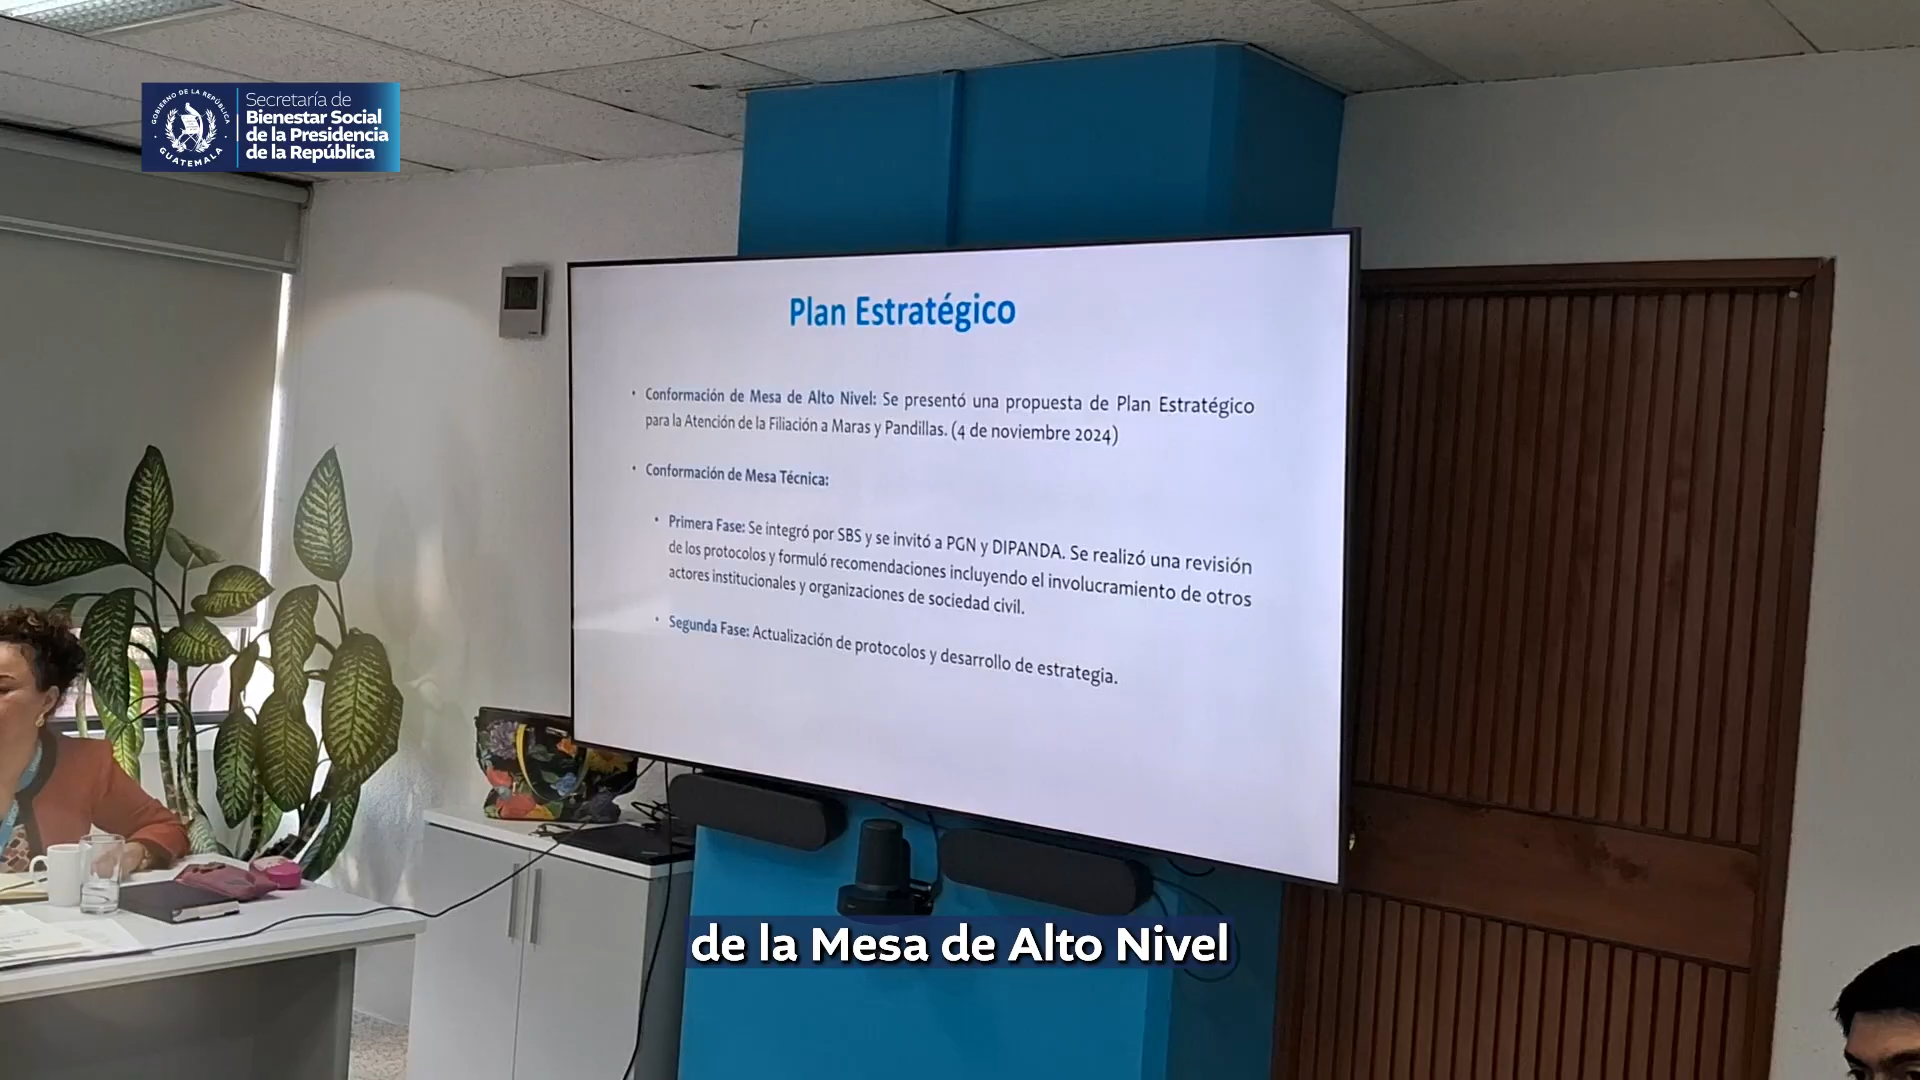 GOBIERNO DE LA REPÚBLICA
GUATEMALA
Secretaría de
Bienestar Social
de la Presidencia
de la República
Plan Estratégico
• Conformación de Mesa de Alto Nivel: Se presentó una propuesta de Plan Estratégico
para la Atención de la Filiación a Maras y Pandillas. (4 de noviembre 2024)
• Conformación de Mesa Técnica:
• Primera Fase: Se integró por SBS y se invitó a PGN y DIPANDA. Se realizó una revisión
de los protocolos y formuló recomendaciones incluyendo el involucramiento de otros
actores institucionales y organizaciones de sociedad civil.
• Segunda Fase: Actualización de protocolos y desarrollo de estrategia.
de la Mesa de Alto Nivel